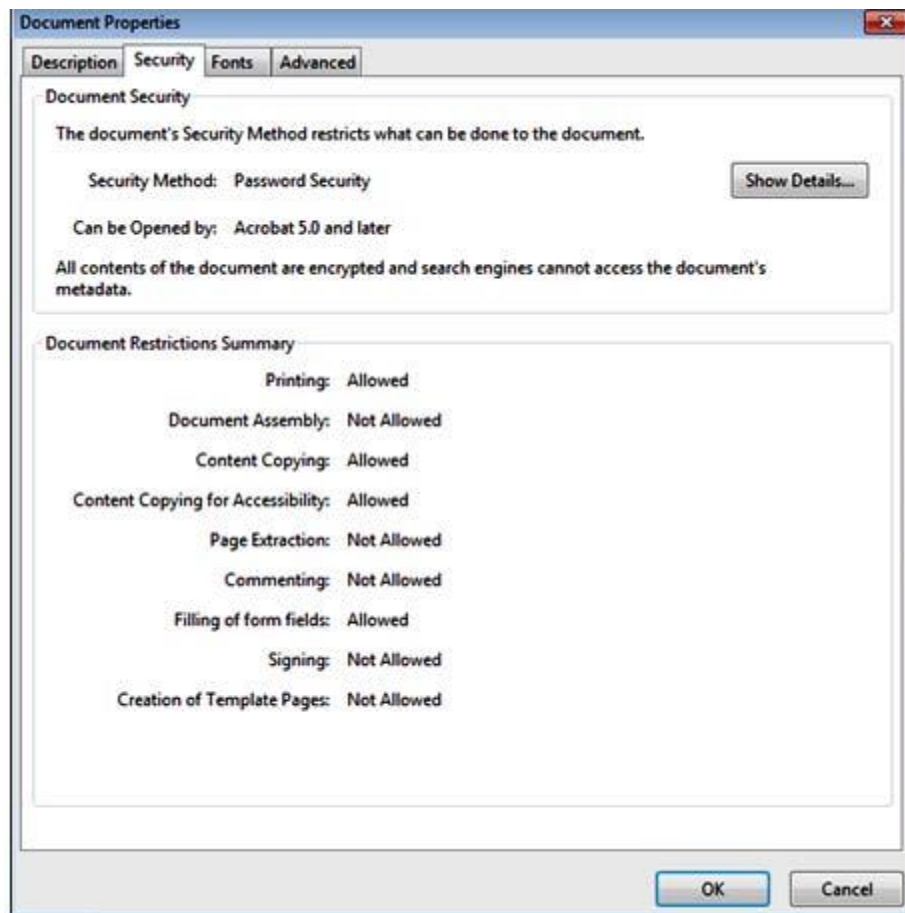 Document Properties
Description Security Fonts Advanced
Document Security
The document's Security Method restricts what can be done to the document.
Security Method: Password Security Show Details...
Can be Opened by: Acrobat 5.0 and later
All contents of the document are encrypted and search engines cannot access the document's
metadata.
Document Restrictions Summary
Printing: Allowed
Document Assembly: Not Allowed
Content Copying: Allowed
Content Copying for Accessibility: Allowed
Page Extraction: Not Allowed
Commenting: Not Allowed
Filling of form fields: Allowed
Signing: Not Allowed
Creation of Template Pages: Not Allowed
OK Cancel